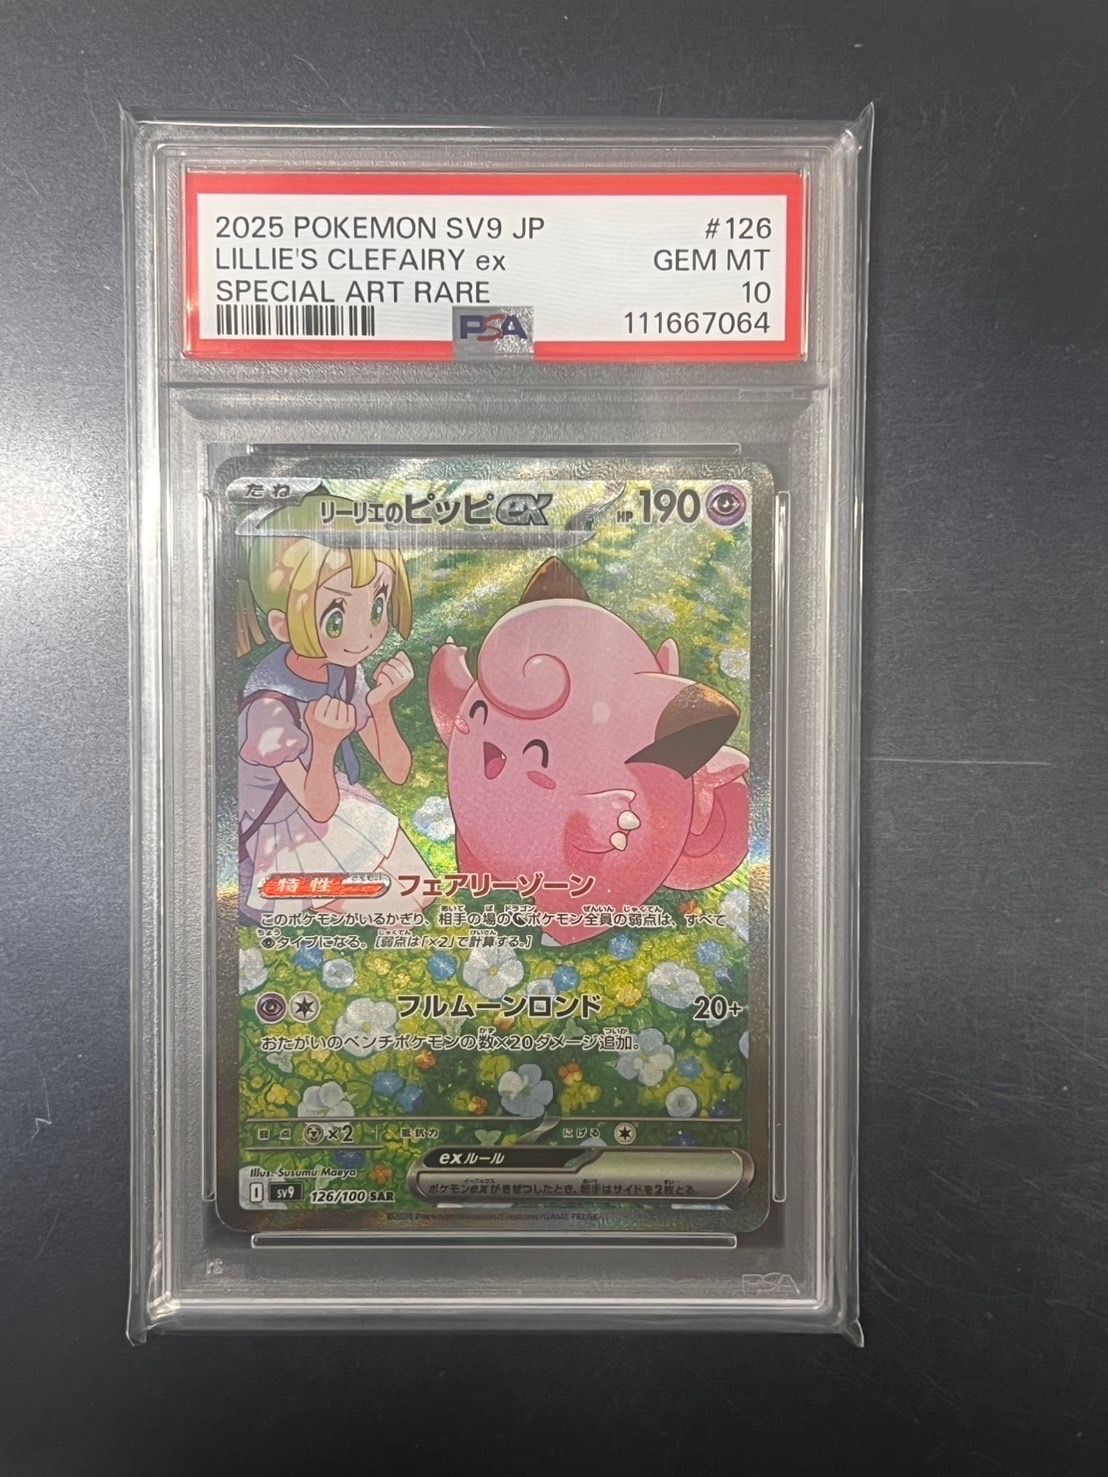 2025 POKEMON SV9 JP #126
LILLIE'S CLEFAIRY ex GEM MT
SPECIAL ART RARE 10
PSA 111667064
たね リーリエのピッピex HP 190
特性 フェアリーゾーン
このポケモンがいるかぎり、相手の場のポケモン全員の弱点は、すべて
タイプになる。[弱点は「×2」で計算する。]
フルムーンロンド 20+
おたがいのベンチポケモンの数×20ダメージ追加。
弱点 ×2 抵抗力 にげる
exルール
ポケモンexがきぜつしたとき、相手はサイドを2枚とる。
Illus. Susumu Maeya
I sv9 126/100 SAR
PSA